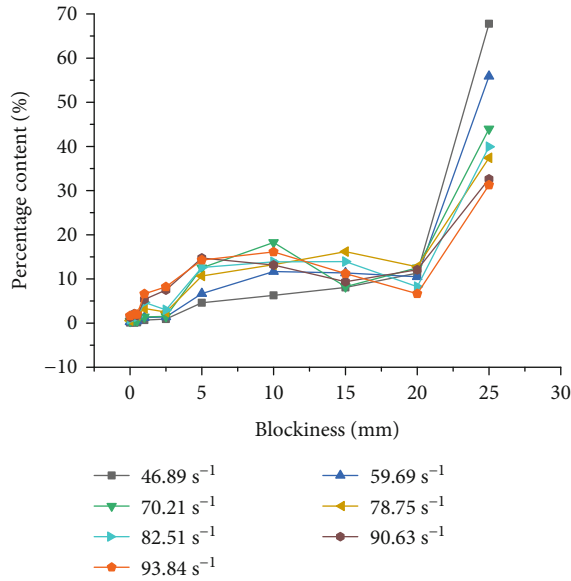 70
60
50
40
30
20
10
0
−10
Percentage content (%)
0 5 10 15 20 25 30
Blockiness (mm)
46.89 s⁻¹ 59.69 s⁻¹
70.21 s⁻¹ 78.75 s⁻¹
82.51 s⁻¹ 90.63 s⁻¹
93.84 s⁻¹